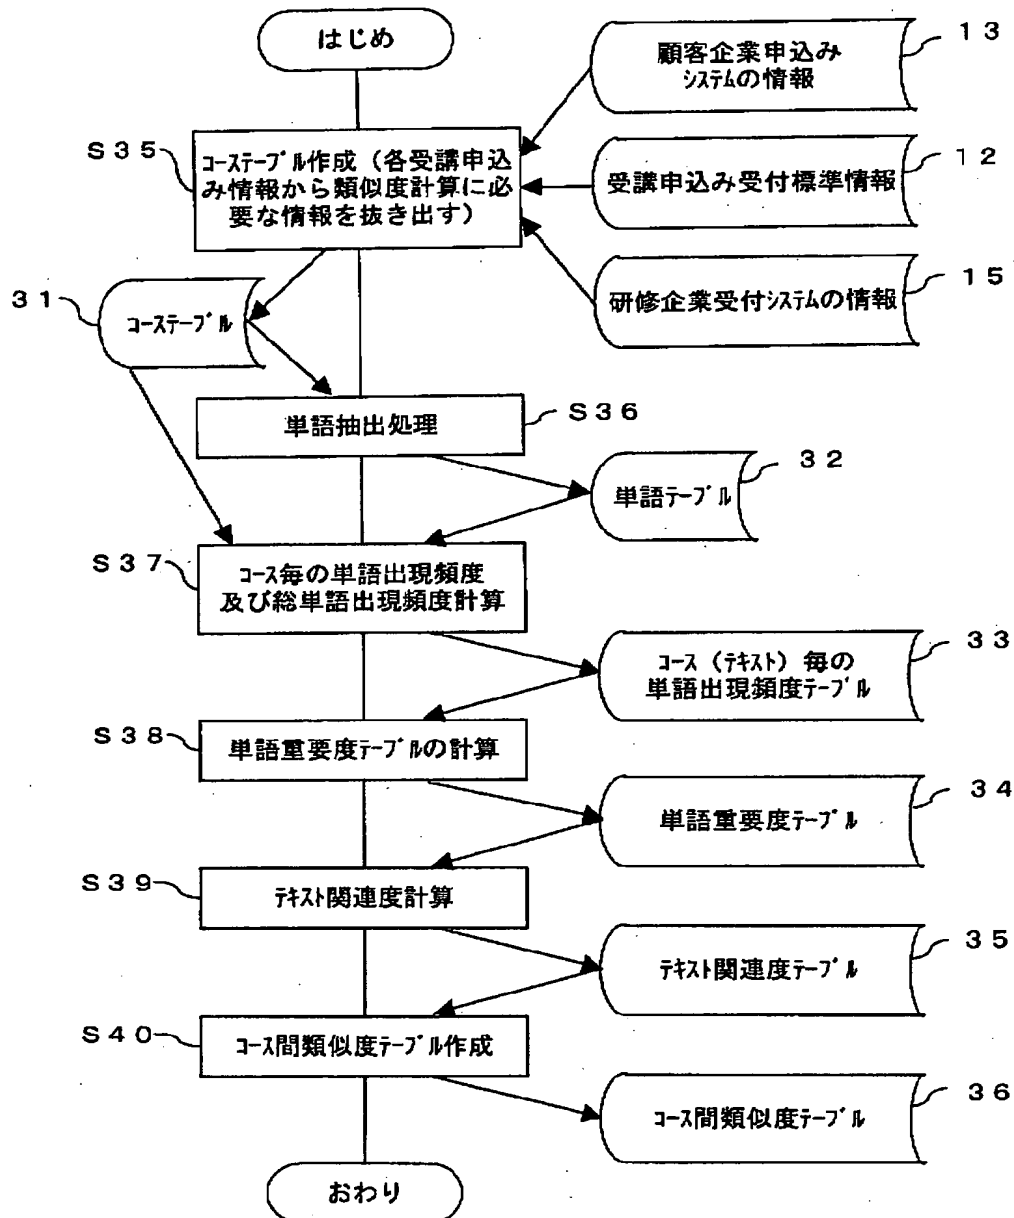 はじめ
13
顧客企業申込み
ｼｽﾃﾑの情報
S35
ｺｰｽﾃｰﾌﾞﾙ作成（各受講申込
み情報から類似度計算に必
要な情報を抜き出す）
12
受講申込み受付標準情報
15
研修企業受付ｼｽﾃﾑの情報
31
ｺｰｽﾃｰﾌﾞﾙ
単語抽出処理
S36
32
単語ﾃｰﾌﾞﾙ
S37
ｺｰｽ毎の単語出現頻度
及び総単語出現頻度計算
33
ｺｰｽ（ﾃｷｽﾄ）毎の
単語出現頻度ﾃｰﾌﾞﾙ
S38
単語重要度ﾃｰﾌﾞﾙの計算
34
単語重要度ﾃｰﾌﾞﾙ
S39
ﾃｷｽﾄ関連度計算
35
ﾃｷｽﾄ関連度ﾃｰﾌﾞﾙ
S40
ｺｰｽ間類似度ﾃｰﾌﾞﾙ作成
36
ｺｰｽ間類似度ﾃｰﾌﾞﾙ
おわり